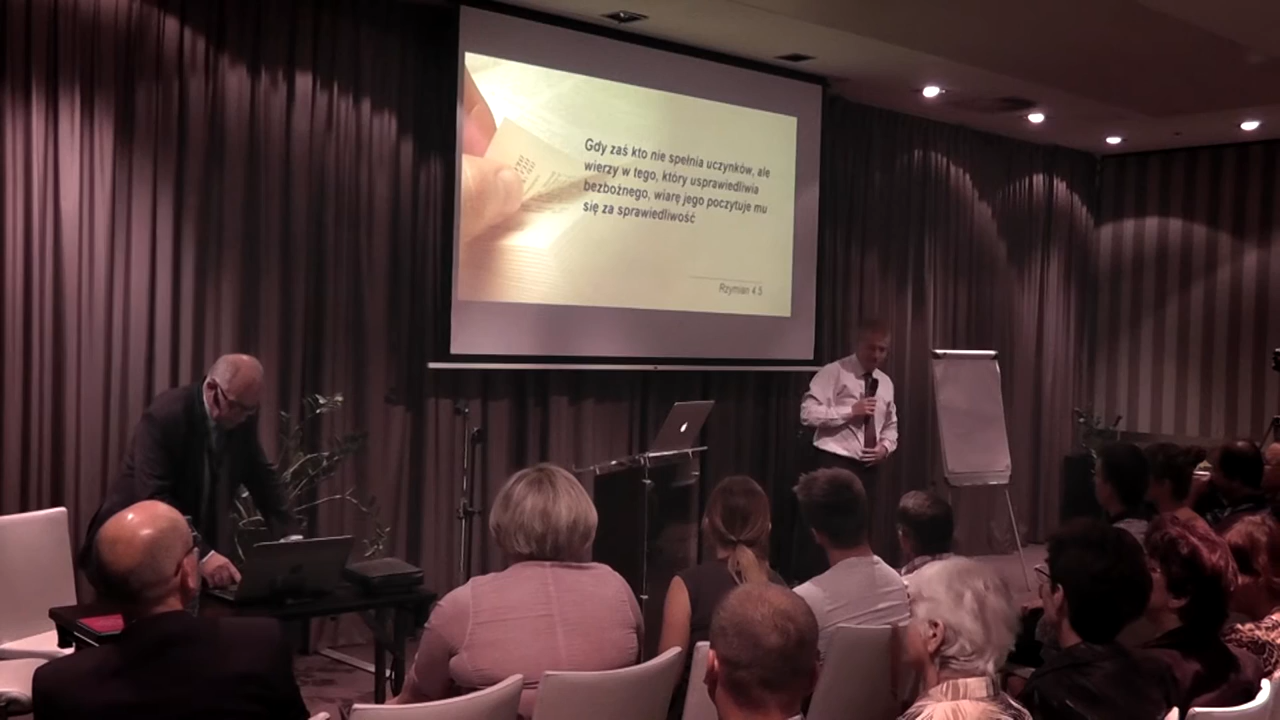 Gdy zaś kto nie spełnia uczynków, ale
wierzy w tego, który usprawiedliwia
bezbożnego, wiarę jego poczytuje mu
się za sprawiedliwość
Rzymian 4.5